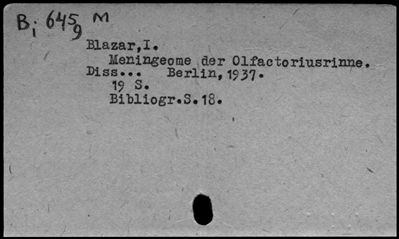 B; 645 M
9
Blazar,I.
Meningeome der Olfactoriusrinne.
Diss... Berlin,1937.
19 S.
Bibliogr.S.18.